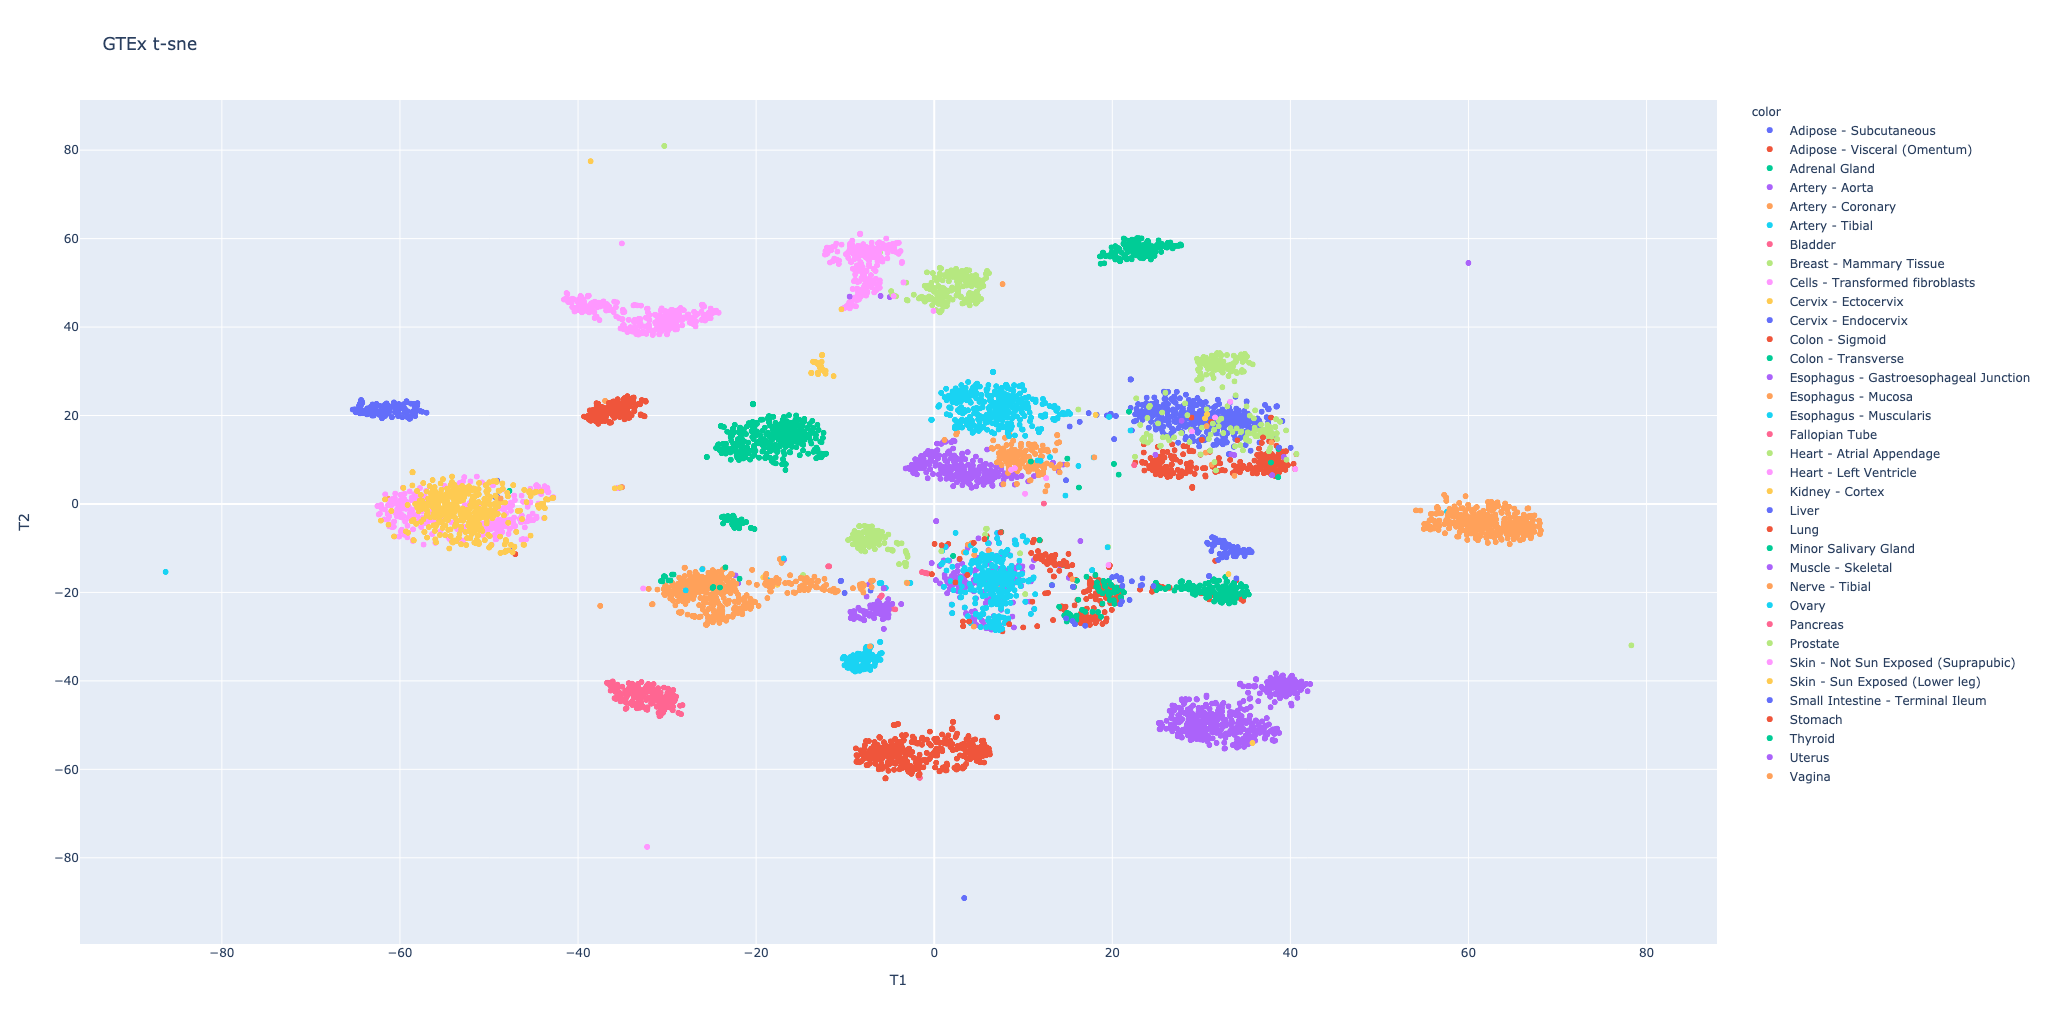 GTEx t-sne
color
Adipose - Subcutaneous
Adipose - Visceral (Omentum)
Adrenal Gland
Artery - Aorta
Artery - Coronary
Artery - Tibial
Bladder
Breast - Mammary Tissue
Cells - Transformed fibroblasts
Cervix - Ectocervix
Cervix - Endocervix
Colon - Sigmoid
Colon - Transverse
Esophagus - Gastroesophageal Junction
Esophagus - Mucosa
Esophagus - Muscularis
Fallopian Tube
Heart - Atrial Appendage
Heart - Left Ventricle
Kidney - Cortex
Liver
Lung
Minor Salivary Gland
Muscle - Skeletal
Nerve - Tibial
Ovary
Pancreas
Prostate
Skin - Not Sun Exposed (Suprapubic)
Skin - Sun Exposed (Lower leg)
Small Intestine - Terminal Ileum
Stomach
Thyroid
Uterus
Vagina
T2
80
60
40
20
0
−20
−40
−60
−80
−80
−60
−40
−20
0
20
40
60
80
T1